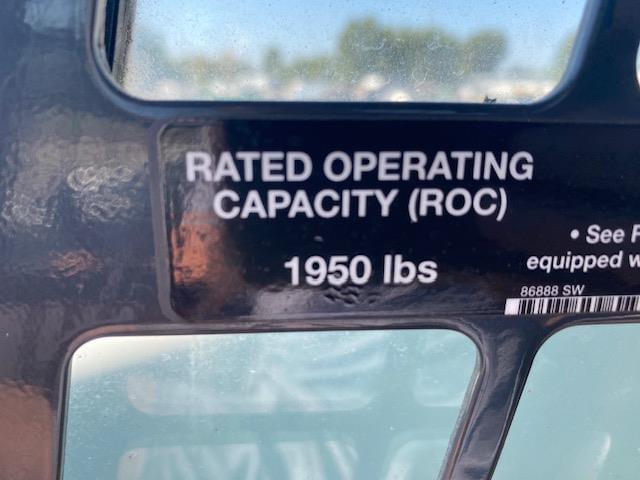 RATED OPERATING
CAPACITY (ROC)
1950 lbs
• See
equipped
86888 SW